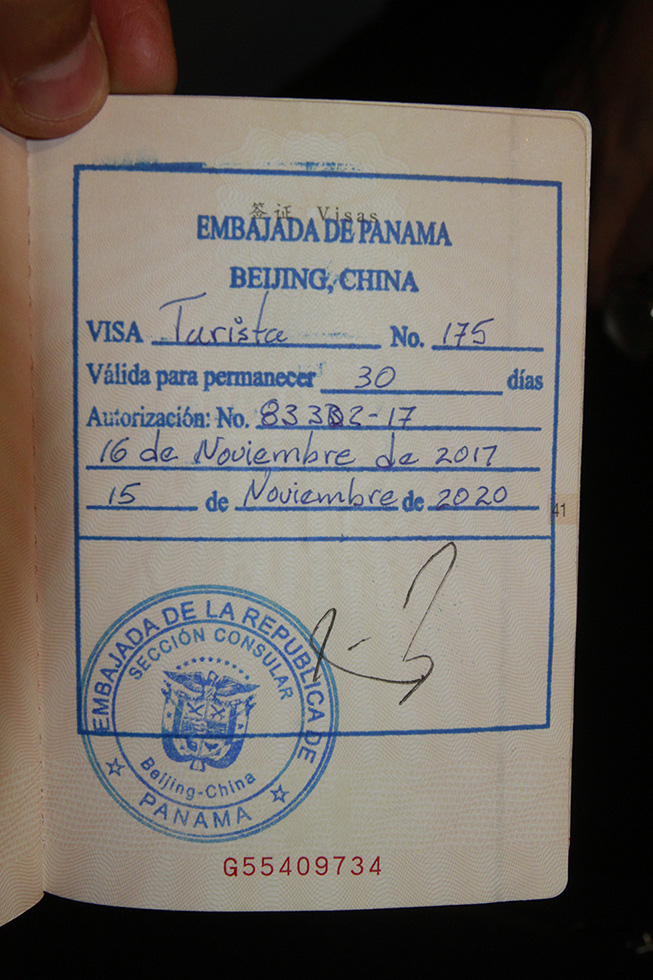 签证 Visas
EMBAJADA DE PANAMA
BEIJING, CHINA
VISA Turista No. 175
Válida para permanecer 30 días
Autorización: No. 83332-17
16 de Noviembre de 2017
15 de Noviembre de 2020
41
EMBAJADA DE LA REPUBLICA DE PANAMA
SECCIÓN CONSULAR
Beijing-China
G55409734